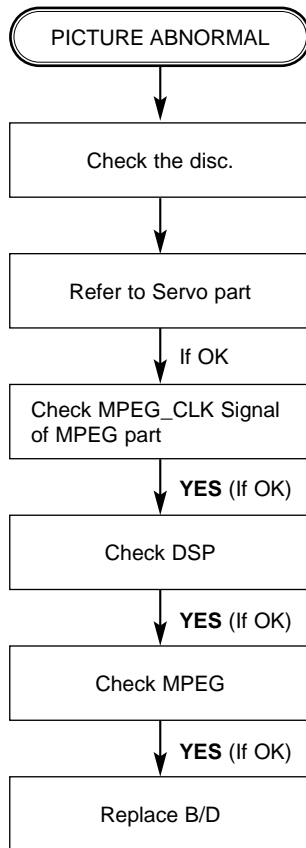 PICTURE ABNORMAL
Check the disc.
Refer to Servo part
If OK
Check MPEG_CLK Signal
of MPEG part
YES (If OK)
Check DSP
YES (If OK)
Check MPEG
YES (If OK)
Replace B/D